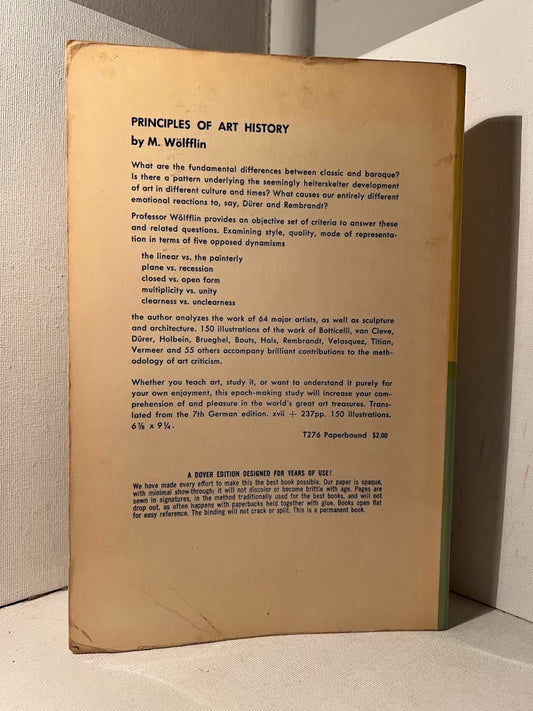 PRINCIPLES OF ART HISTORY
by M. Wölfflin
What are the fundamental differences between classic and baroque?
Is there a pattern underlying the seemingly helterskelter development
of art in different culture and times? What causes our entirely different
emotional reactions to, say, Dürer and Rembrandt?
Professor Wölfflin provides an objective set of criteria to answer these
and related questions. Examining style, quality, mode of representa-
tion in terms of five opposed dynamisms
the linear vs. the painterly
plane vs. recession
closed vs. open form
multiplicity vs. unity
clearness vs. unclearness
the author analyzes the work of 64 major artists, as well as sculpture
and architecture. 150 illustrations of the work of Botticelli, van Cleve,
Dürer, Holbein, Brueghel, Bouts, Hals, Rembrandt, Velasquez, Titian,
Vermeer and 55 others accompany brilliant contributions to the meth-
odology of art criticism.
Whether you teach art, study it, or want to understand it purely for
your own enjoyment, this epoch-making study will increase your com-
prehension of and pleasure in the world's great art treasures. Trans-
lated from the 7th German edition. xvii + 237pp. 150 illustrations.
6⅛ x 9¼.
T276 Paperbound $2.00
A DOVER EDITION DESIGNED FOR YEARS OF USE!
We have made every effort to make this the best book possible. Our paper is opaque,
with minimal show-through; it will not discolor or become brittle with age. Pages are
sewn in signatures, in the method traditionally used for the best books, and will not
drop out, as often happens with paperbacks held together with glue. Books open flat
for easy reference. The binding will not crack or split. This is a permanent book.